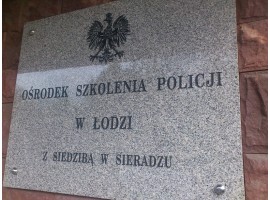 OŚRODEK SZKOLENIA POLICJI
W ŁODZI
Z SIEDZIBĄ W SIERADZU